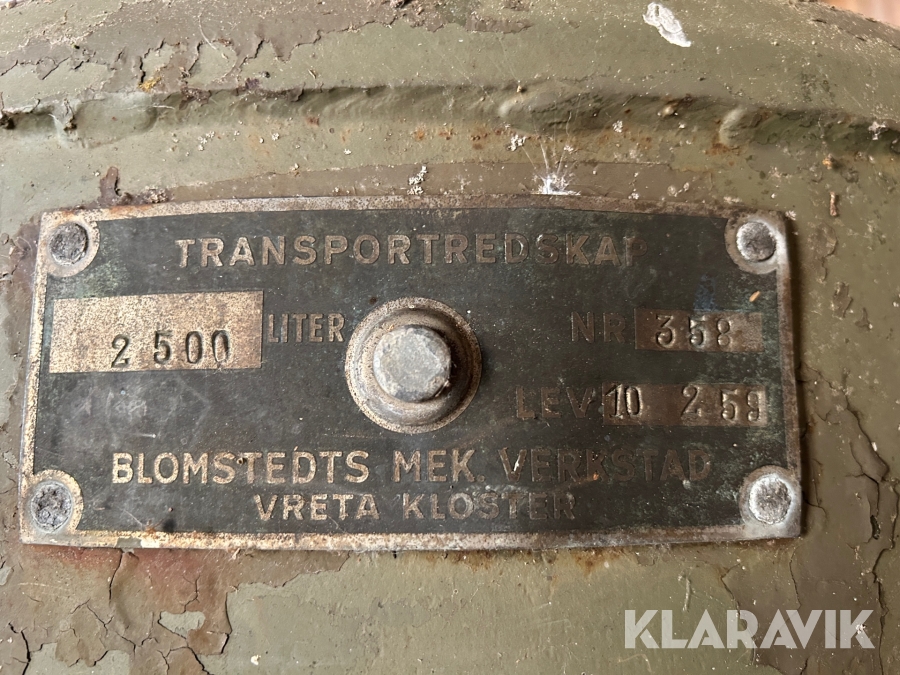 TRANSPORTREDSKAP
2 500 LITER NR 358
LEV. 10 2 59
BLOMSTEDTS MEK. VERKSTAD
VRETA KLOSTER
KLARAVIK